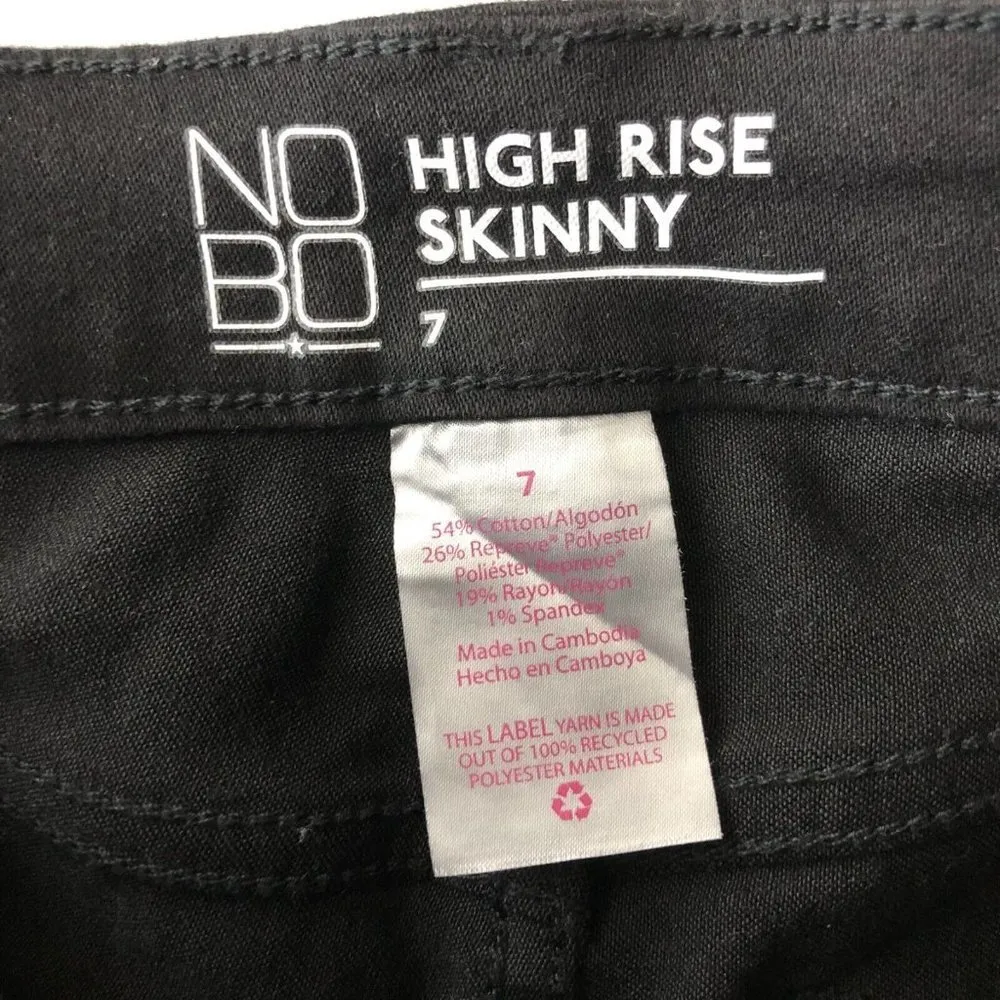 NO
BO
HIGH RISE
SKINNY
7
7
54% Cotton/Algodón
26% Repreve® Polyester/
Poliéster Repreve®
19% Rayon/Rayón
1% Spandex
Made in Cambodia
Hecho en Camboya
THIS LABEL YARN IS MADE
OUT OF 100% RECYCLED
POLYESTER MATERIALS